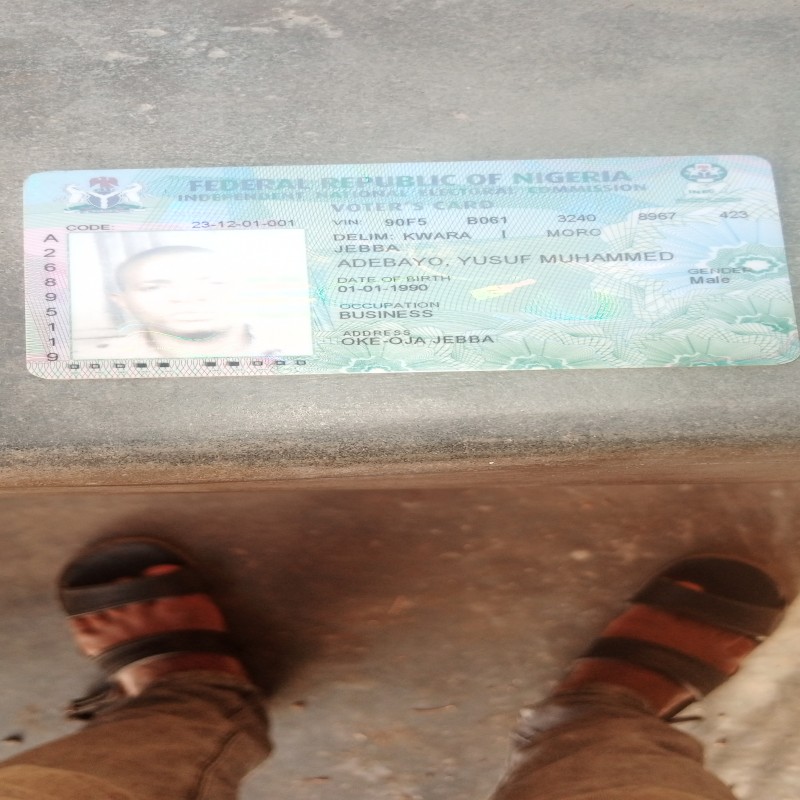 FEDERAL REPUBLIC OF NIGERIA
INDEPENDENT NATIONAL ELECTORAL COMMISSION
VOTER'S CARD
CODE: 23-12-01-001
VIN: 90F5 B061 3240 8967 423
DELIM: KWARA | MORO
JEBBA
ADEBAYO, YUSUF MUHAMMED
DATE OF BIRTH
01-01-1990
GENDER
Male
OCCUPATION
BUSINESS
ADDRESS
OKE-OJA JEBBA
A26895119